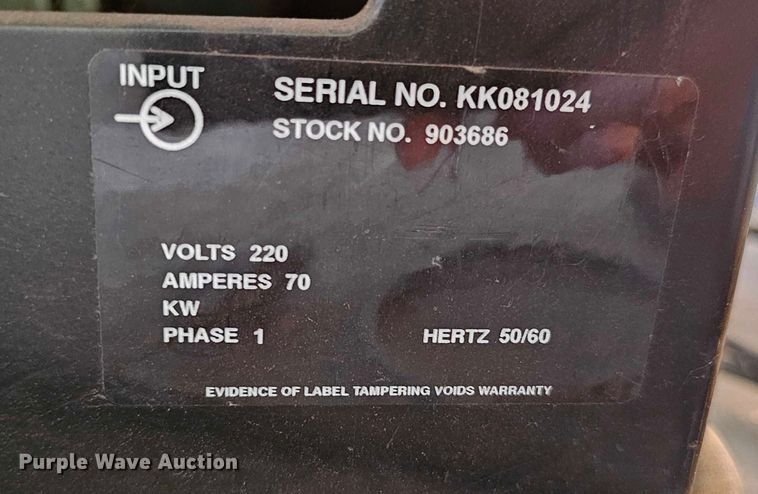 INPUT
SERIAL NO. KK081024
STOCK NO. 903686
VOLTS 220
AMPERES 70
KW
PHASE 1 HERTZ 50/60
EVIDENCE OF LABEL TAMPERING VOIDS WARRANTY
Purple Wave Auction